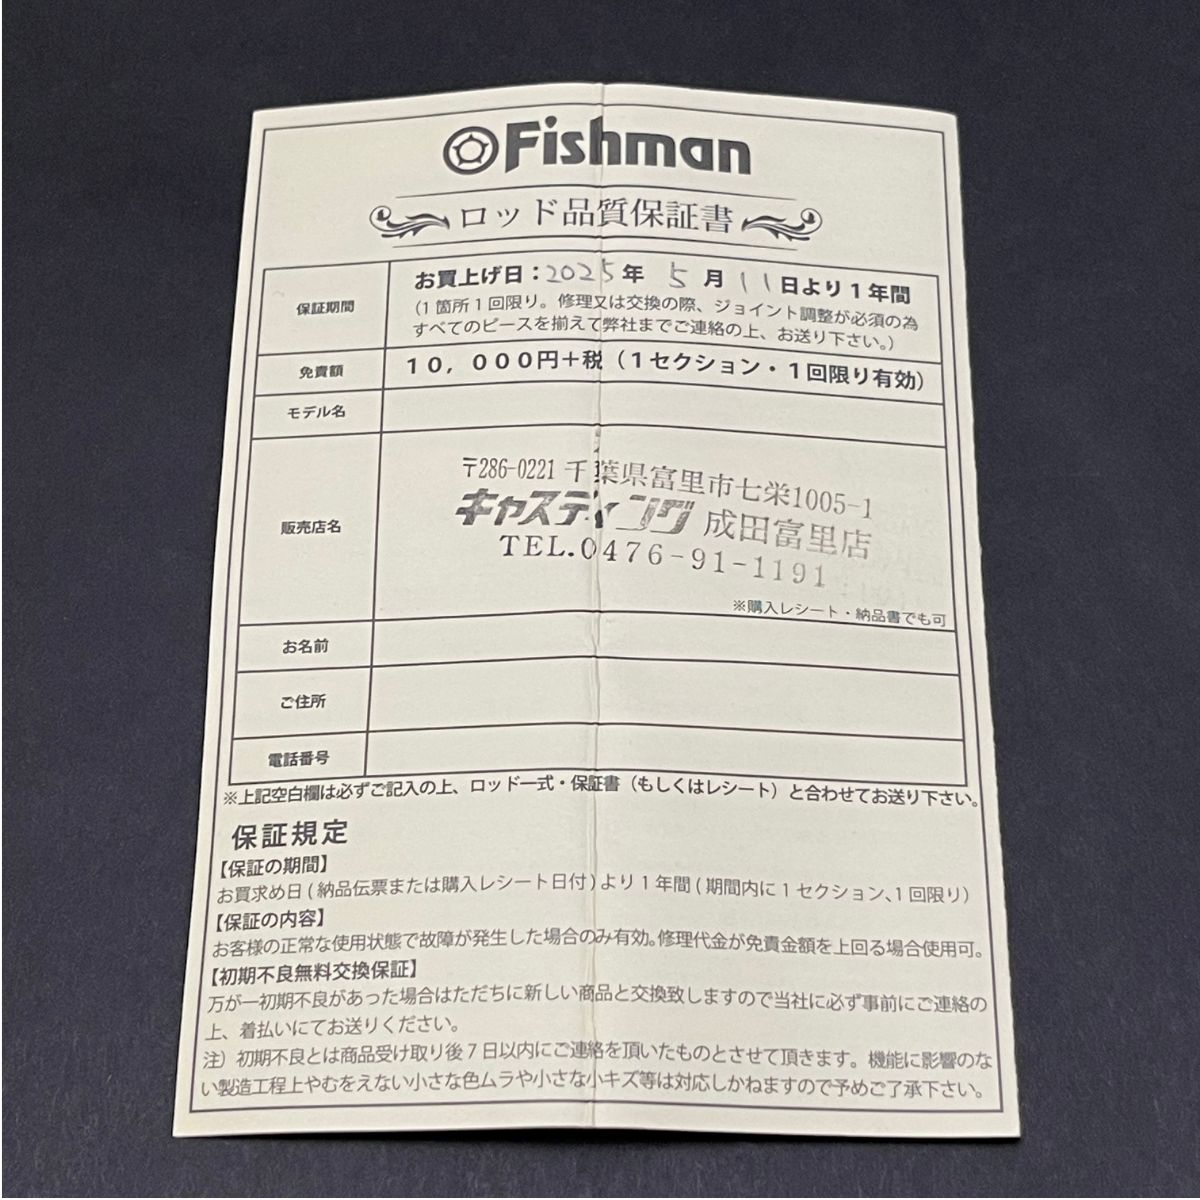 Fishman
ロッド品質保証書
保証期間
お買上げ日：2025年 5月 11日より1年間
（1箇所1回限り。修理又は交換の際、ジョイント調整が必須の為
すべてのピースを揃えて弊社までご連絡の上、お送り下さい。）
免責額
10，000円＋税（1セクション・1回限り有効）
モデル名
販売店名
〒286-0221 千葉県富里市七栄1005-1
キャスティング 成田富里店
TEL.0476-91-1191
※購入レシート・納品書でも可
お名前
ご住所
電話番号
※上記空白欄は必ずご記入の上、ロッド一式・保証書（もしくはレシート）と合わせてお送り下さい。
保証規定
【保証の期間】
お買求め日(納品伝票または購入レシート日付)より1年間(期間内に1セクション、1回限り)
【保証の内容】
お客様の正常な使用状態で故障が発生した場合のみ有効。修理代金が免責金額を上回る場合使用可。
【初期不良無料交換保証】
万が一初期不良があった場合はただちに新しい商品と交換致しますので当社に必ず事前にご連絡の
上、着払いにてお送りください。
注）初期不良とは商品受け取り後7日以内にご連絡を頂いたものとさせて頂きます。機能に影響のな
い製造工程上やむをえない小さな色ムラや小さな小キズ等は対応しかねますので予めご了承下さい。